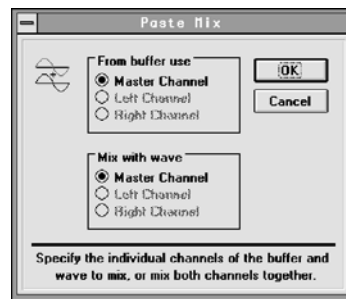 Paste Mix
From buffer use
Master Channel
Left Channel
Right Channel
OK
Cancel
Mix with wave
Master Channel
Left Channel
Right Channel
Specify the individual channels of the buffer and
wave to mix, or mix both channels together.